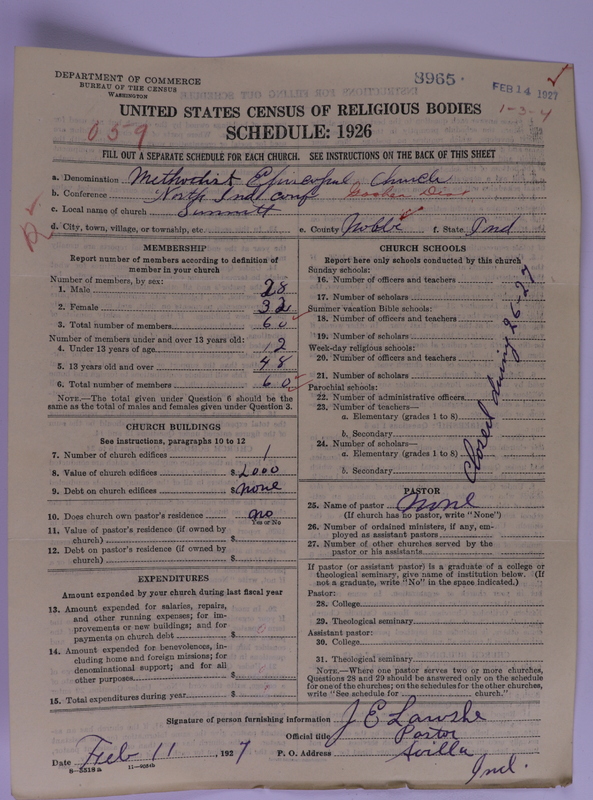 DEPARTMENT OF COMMERCE
BUREAU OF THE CENSUS
WASHINGTON
3965
FEB 14 1927
1-3-4
UNITED STATES CENSUS OF RELIGIOUS BODIES
059
SCHEDULE: 1926
FILL OUT A SEPARATE SCHEDULE FOR EACH CHURCH. SEE INSTRUCTIONS ON THE BACK OF THIS SHEET
a. Denomination Methodist Episcopal Church
b. Conference North Ind conf Goshen Dist
c. Local name of church Summit
d. City, town, village, or township, etc. e. County Noble f. State Ind
MEMBERSHIP
Report number of members according to definition of
member in your church
Number of members, by sex:
1. Male 28
2. Female 32
3. Total number of members 60
Number of members under and over 13 years old:
4. Under 13 years of age 12
5. 13 years old and over 48
6. Total number of members 60
NOTE.—The total given under Question 6 should be
same as the total of males and females given under Question 3.
CHURCH BUILDINGS
See instructions, paragraphs 10 to 12
7. Number of church edifices 1
8. Value of church edifices $ 2000
9. Debt on church edifices $ none
10. Does church own pastor's residence? no
Yes or No
11. Value of pastor's residence (if owned by
church) $
12. Debt on pastor's residence (if owned by
church) $
EXPENDITURES
Amount expended by your church during last fiscal year
13. Amount expended for salaries, repairs,
and other running expenses; for im-
provements or new buildings; and for
payments on church debt $
14. Amount expended for benevolences, in-
cluding home and foreign missions; for
denominational support; and for all
other purposes $
15. Total expenditures during year $
CHURCH SCHOOLS
Report here only schools conducted by this church
Sunday schools:
16. Number of officers and teachers
17. Number of scholars
Summer vacation Bible schools:
18. Number of officers and teachers
19. Number of scholars
Week-day religious schools:
20. Number of officers and teachers
21. Number of scholars
Parochial schools:
22. Number of administrative officers
23. Number of teachers—
a. Elementary (grades 1 to 8)
b. Secondary
24. Number of scholars—
a. Elementary (grades 1 to 8)
b. Secondary
Closed during 26-27
PASTOR
25. Name of pastor None
(If church has no pastor, write "None")
26. Number of ordained ministers, if any, em-
ployed as assistant pastors
27. Number of other churches served by the
pastor or his assistants
If pastor (or assistant pastor) is a graduate of a college or
theological seminary, give name of institution below. (If
not a graduate, write "No" in the space indicated.)
Pastor:
28. College
29. Theological seminary
Assistant pastor:
30. College
31. Theological seminary
NOTE.—Where one pastor serves two or more churches,
Questions 28 and 29 should be answered only on the schedule
for one of the churches; on the schedules for the other churches,
write "See schedule for church."
Signature of person furnishing information J E Lawshe
Official title Pastor
Date Feb 11, 1927 P. O. Address Avilla
8-5518a 11-9054b Ind.